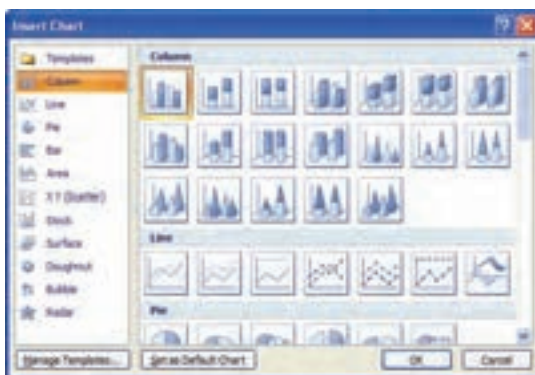 Insert Chart
Templates
Column
Line
Pie
Bar
Area
X Y (Scatter)
Stock
Surface
Doughnut
Bubble
Radar
Column
Line
Pie
Manage Templates...
Set as Default Chart
OK
Cancel